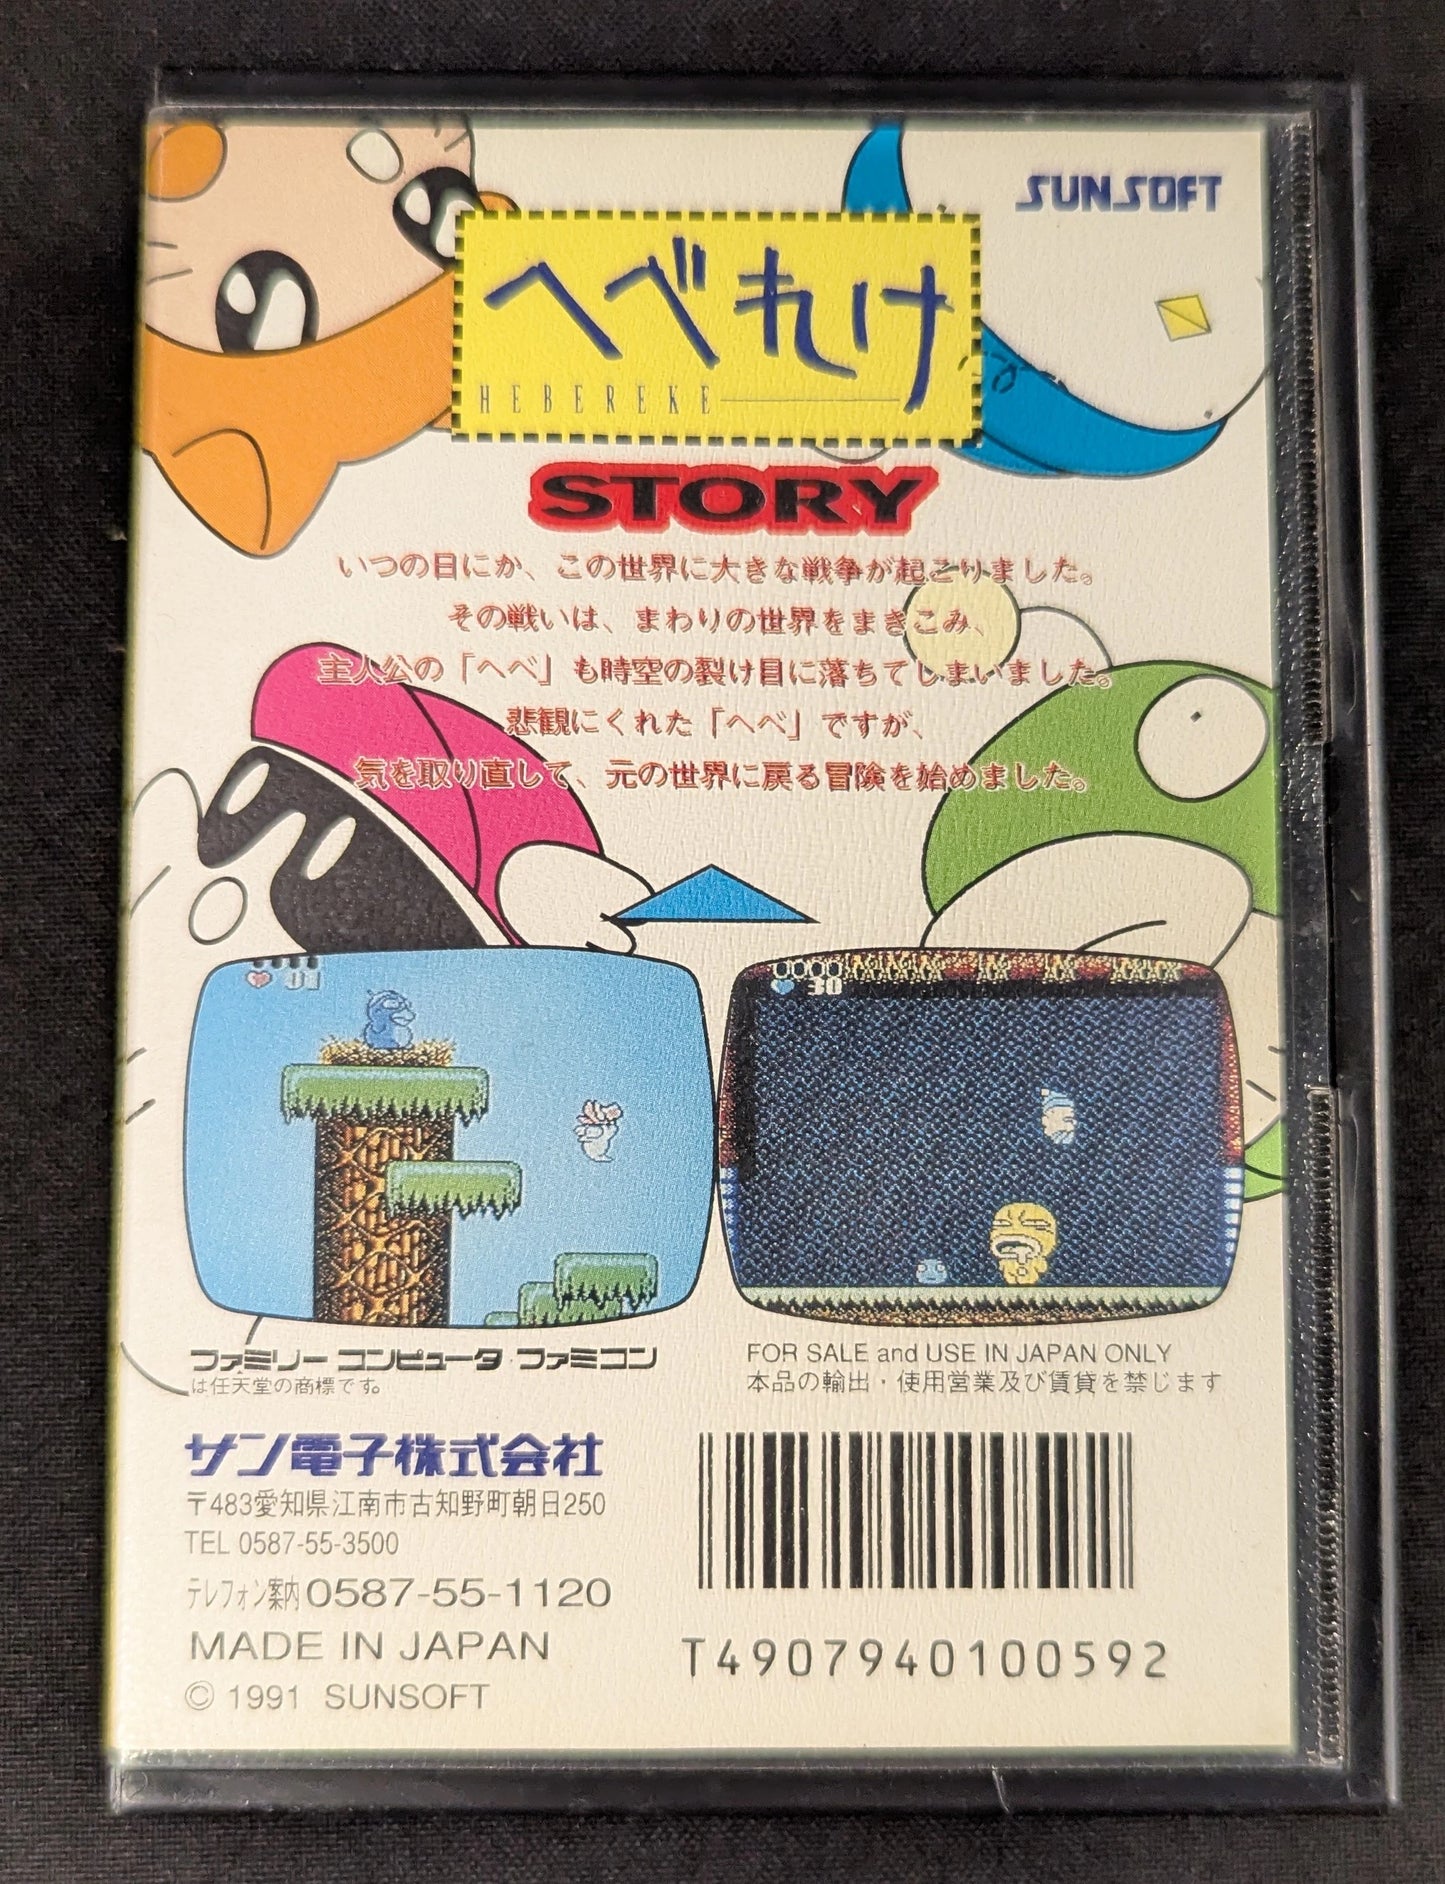 SUNSOFT
へべれけ
HEBEREKE
STORY
いつの日にか、この世界に大きな戦争が起こりました。
その戦いは、まわりの世界をまきこみ、
主人公の「へべ」も時空の裂け目に落ちてしまいました。
悲観にくれた「へべ」ですが、
気を取り直して、元の世界に戻る冒険を始めました。
01
30
ファミリーコンピュータ・ファミコン
は任天堂の商標です。
FOR SALE and USE IN JAPAN ONLY
本品の輸出・使用営業及び賃貸を禁じます
サン電子株式会社
〒483愛知県江南市古知野町朝日250
TEL 0587-55-3500
テレフォン案内0587-55-1120
MADE IN JAPAN
© 1991 SUNSOFT
T4907940100592